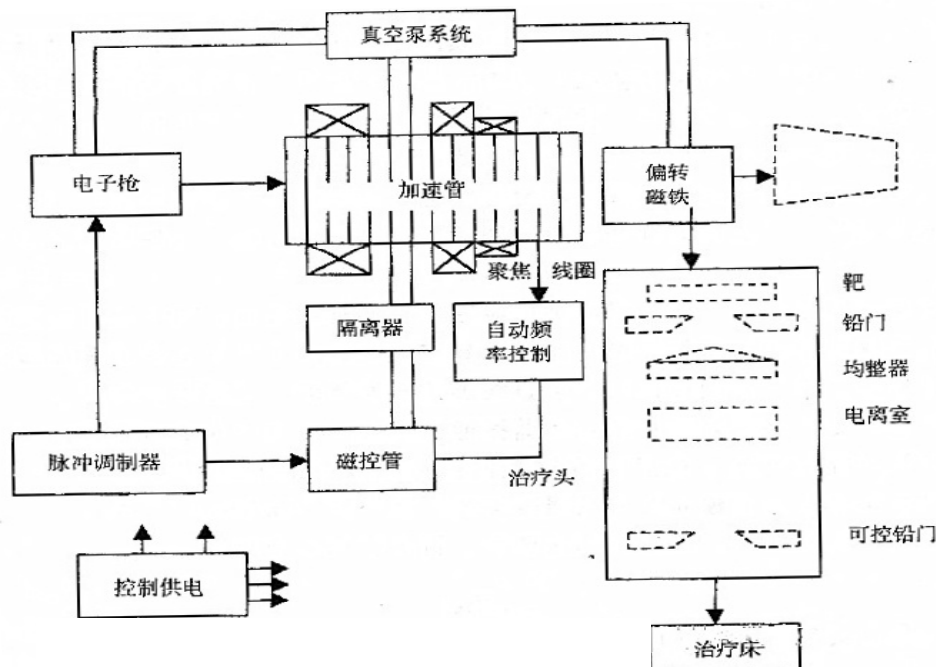 真空泵系统
电子枪
加速管
偏转
磁铁
聚焦 线圈
靶
隔离器
自动频
率控制
铅门
均整器
电离室
脉冲调制器
磁控管
治疗头
可控铅门
控制供电
治疗床